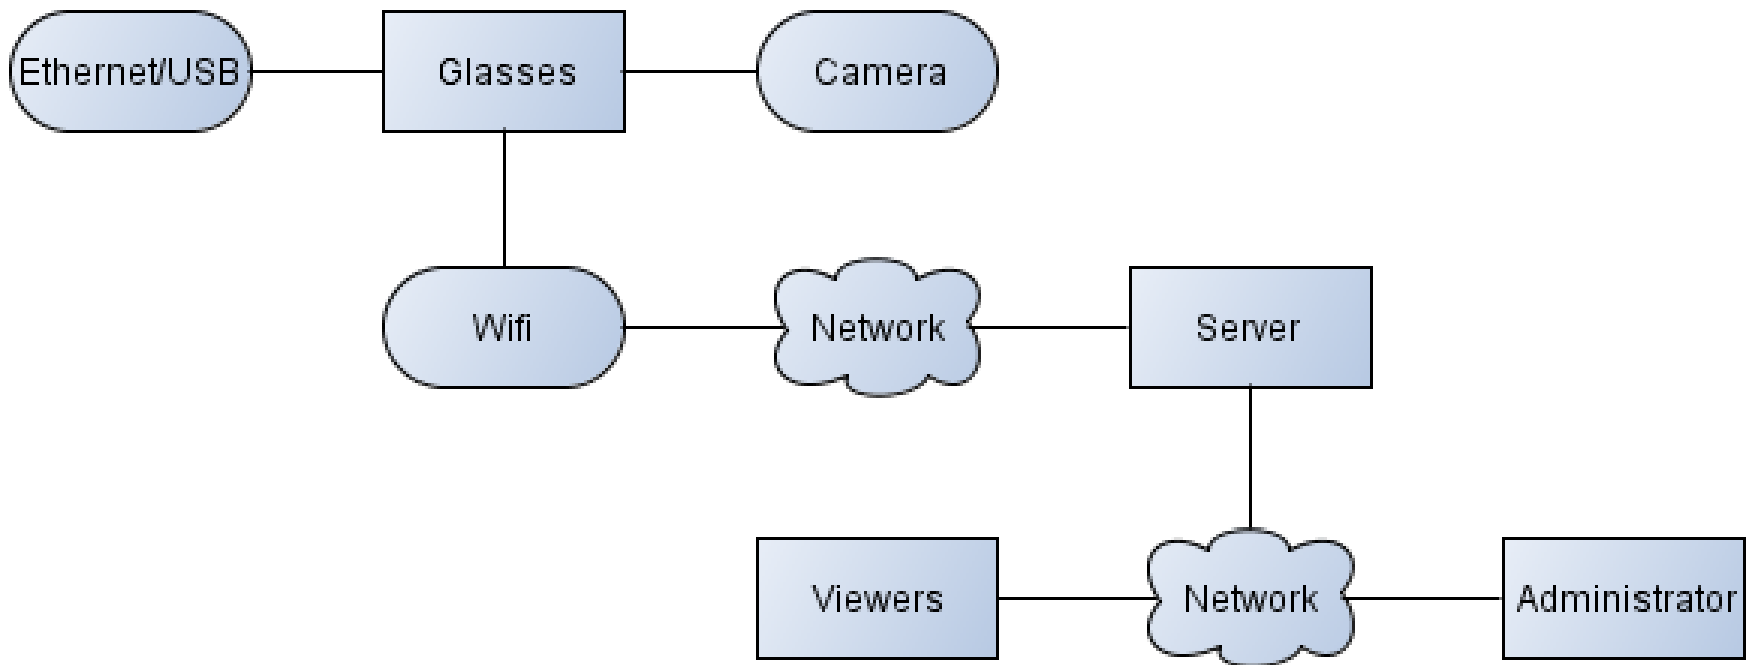 Ethernet/USB
Glasses
Camera
Wifi
Network
Server
Viewers
Network
Administrator